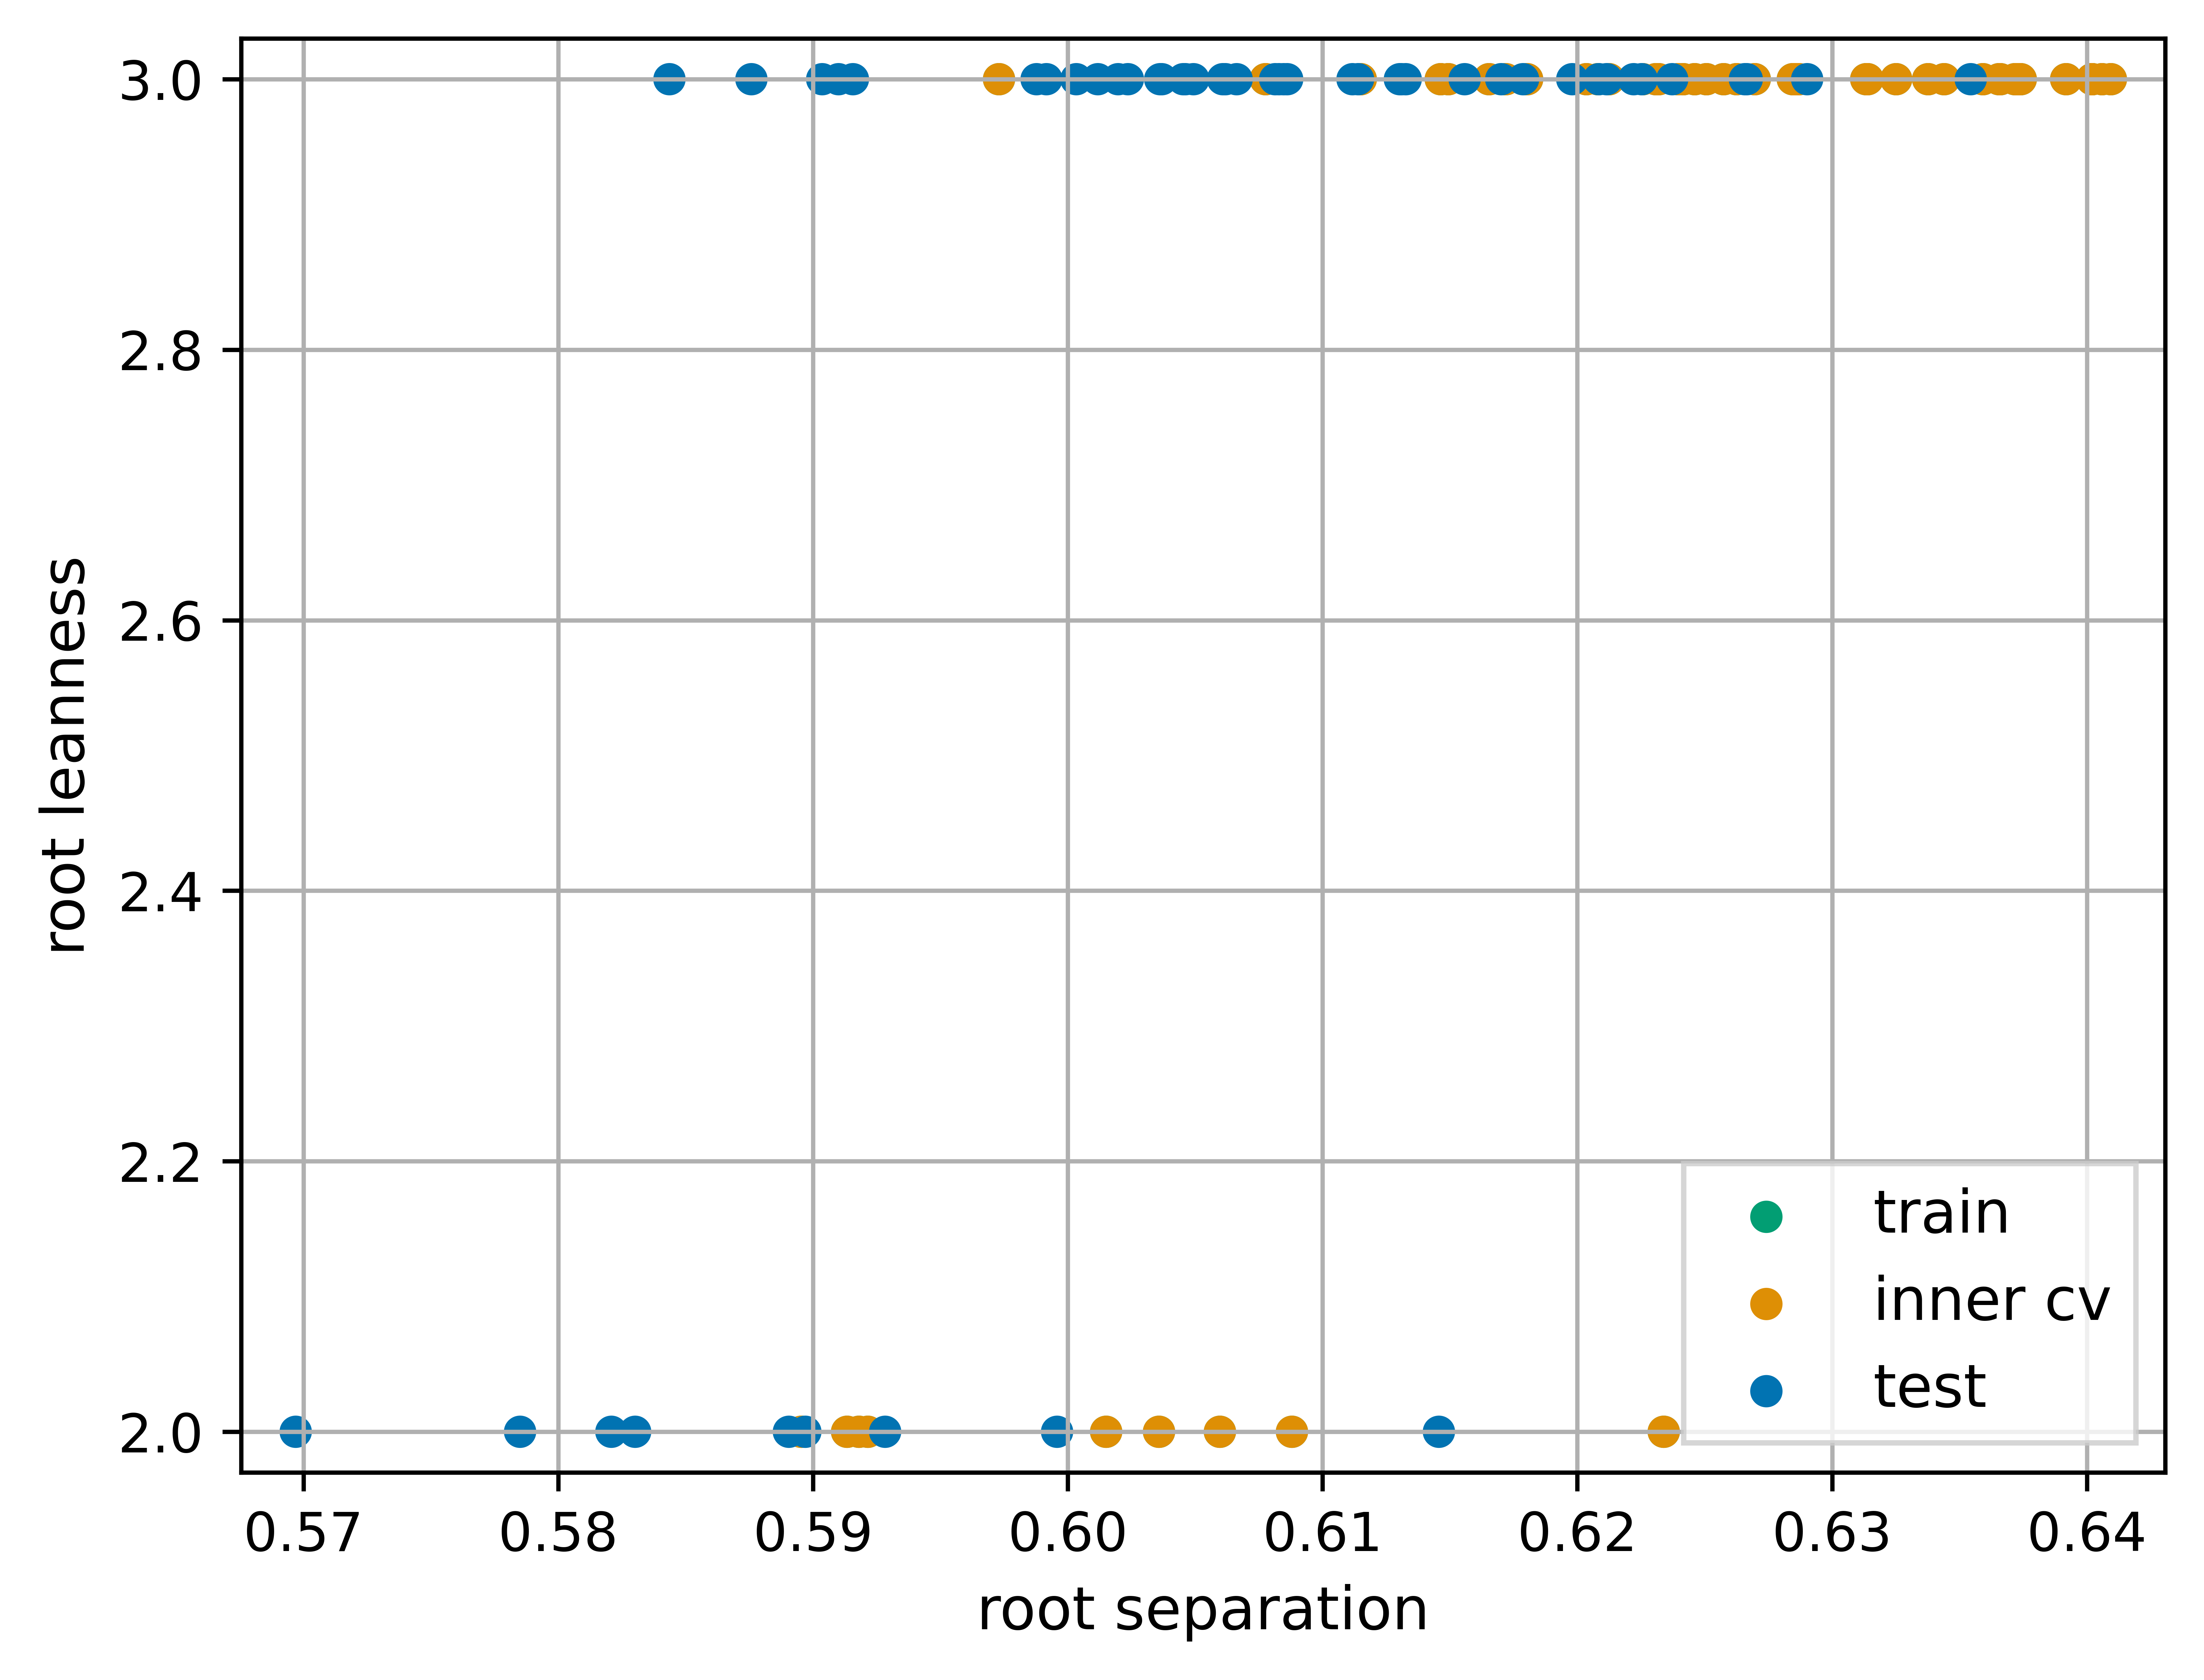 3.0
2.8
2.6
2.4
2.2
2.0
root leanness
train
inner cv
test
0.57 0.58 0.59 0.60 0.61 0.62 0.63 0.64
root separation